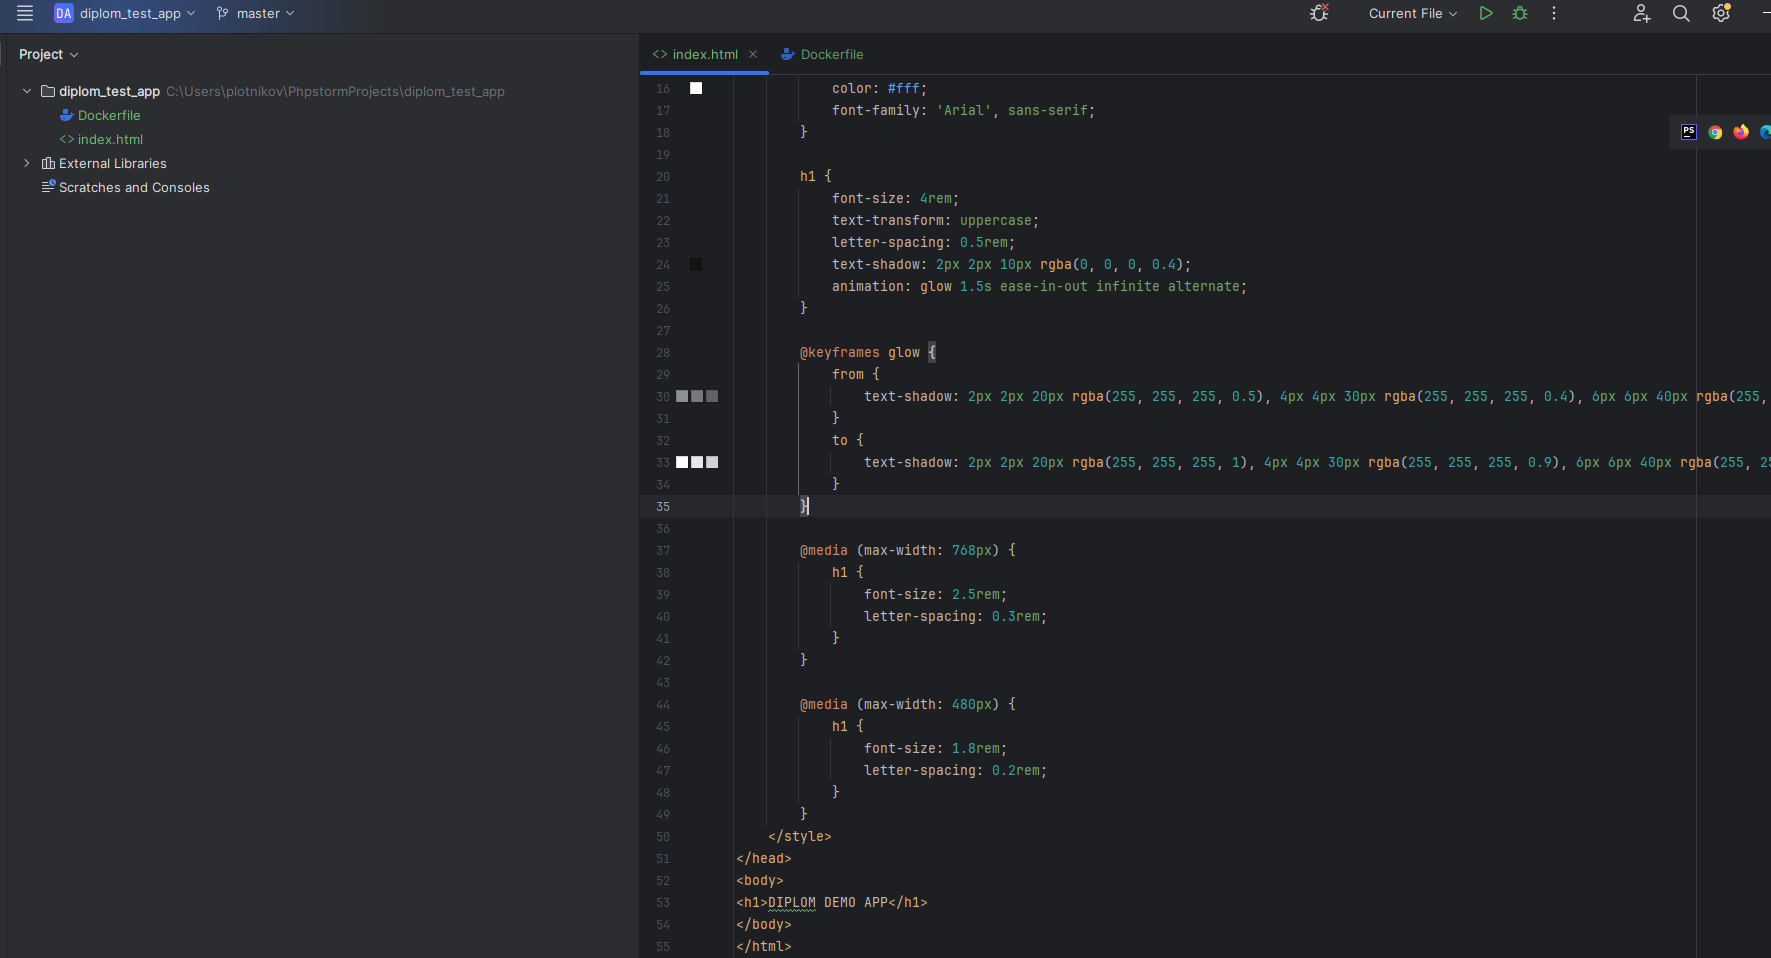 DA diplom_test_app master Current File
Project
index.html Dockerfile
diplom_test_app C:\Users\plotnikov\PhpstormProjects\diplom_test_app
Dockerfile
<> index.html
External Libraries
Scratches and Consoles
PS
16 color: #fff;
17 font-family: 'Arial', sans-serif;
18 }
19
20 h1 {
21 font-size: 4rem;
22 text-transform: uppercase;
23 letter-spacing: 0.5rem;
24 text-shadow: 2px 2px 10px rgba(0, 0, 0, 0.4);
25 animation: glow 1.5s ease-in-out infinite alternate;
26 }
27
28 @keyframes glow {
29 from {
30 text-shadow: 2px 2px 20px rgba(255, 255, 255, 0.5), 4px 4px 30px rgba(255, 255, 255, 0.4), 6px 6px 40px rgba(255,
31 }
32 to {
33 text-shadow: 2px 2px 20px rgba(255, 255, 255, 1), 4px 4px 30px rgba(255, 255, 255, 0.9), 6px 6px 40px rgba(255,
34 }
35 }
36
37 @media (max-width: 768px) {
38 h1 {
39 font-size: 2.5rem;
40 letter-spacing: 0.3rem;
41 }
42 }
43
44 @media (max-width: 480px) {
45 h1 {
46 font-size: 1.8rem;
47 letter-spacing: 0.2rem;
48 }
49 }
50 </style>
51 </head>
52 <body>
53 <h1>DIPLOM DEMO APP</h1>
54 </body>
55 </html>